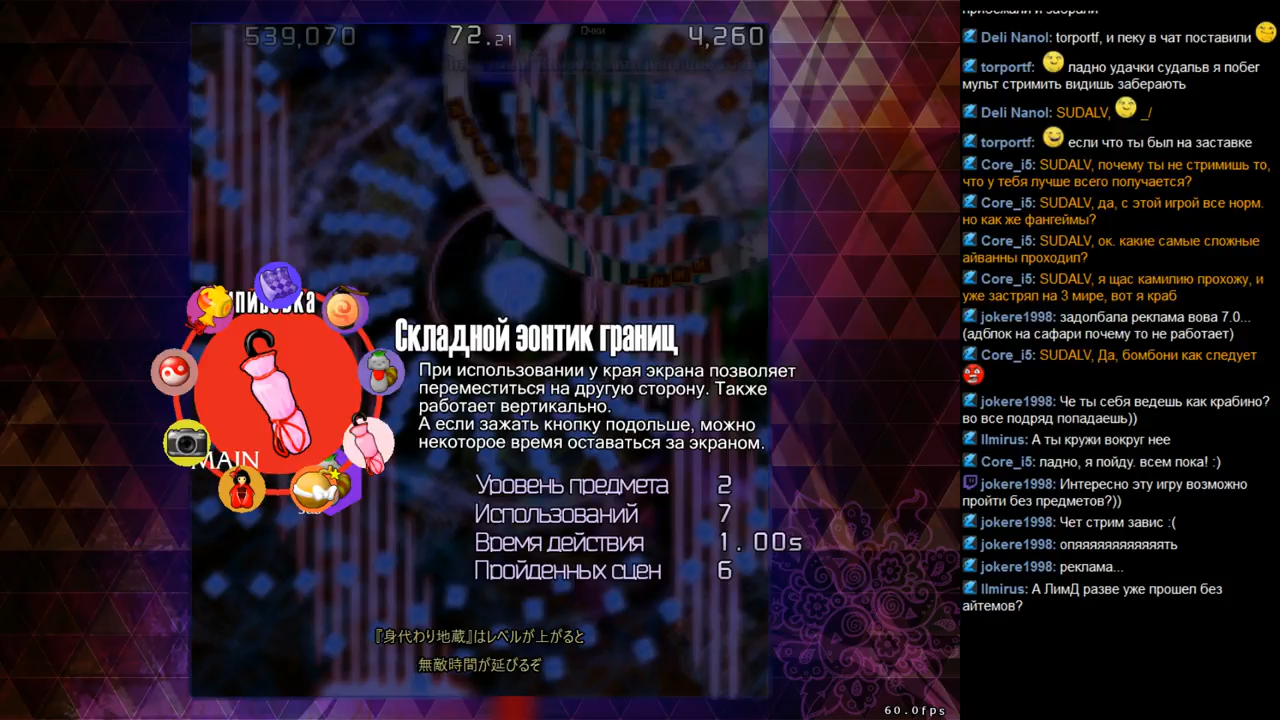 539,070
72.21
Очки
4,260
Складной зонтик границ
При использовании у края экрана позволяет
переместиться на другую сторону. Также
работает вертикально.
А если зажать кнопку подольше, можно
некоторое время оставаться за экраном.
MAIN
Уровень предмета 2
Использований 7
Время действия 1.00s
Пройденных сцен 6
『身代わり地蔵』はレベルが上がると
無敵時間が延びるぞ
60.0fps
прибежали и забрали
Deli Nanol: torportf, и пеку в чат поставили
torportf: ладно удачки судальв я побег
мульт стримить видишь заберають
Deli Nanol: SUDALV, _/
torportf: если что ты был на заставке
Core_i5: SUDALV, почему ты не стримишь то,
что у тебя лучше всего получается?
Core_i5: SUDALV, да, с этой игрой все норм.
но как же фангеймы?
Core_i5: SUDALV, ок. какие самые сложные
айванны проходил?
Core_i5: SUDALV, я щас камилию прохожу, и
уже застрял на 3 мире, вот я краб
jokere1998: задолбала реклама вова 7.0...
(адблок на сафари почему то не работает)
Core_i5: SUDALV, Да, бомбони как следует
jokere1998: Че ты себя ведешь как крабино?
во все подряд попадаешь))
Ilmirus: А ты кружи вокруг нее
Core_i5: ладно, я пойду. всем пока! :)
jokere1998: Интересно эту игру возможно
пройти без предметов?))
jokere1998: Чет стрим завис :(
jokere1998: опяяяяяяяяяяять
jokere1998: реклама...
Ilmirus: А ЛимД разве уже прошел без
айтемов?